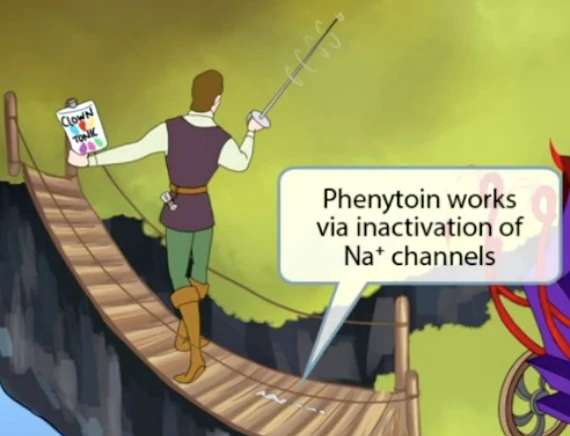 CLOWN
TONIC
Phenytoin works
via inactivation of
Na⁺ channels